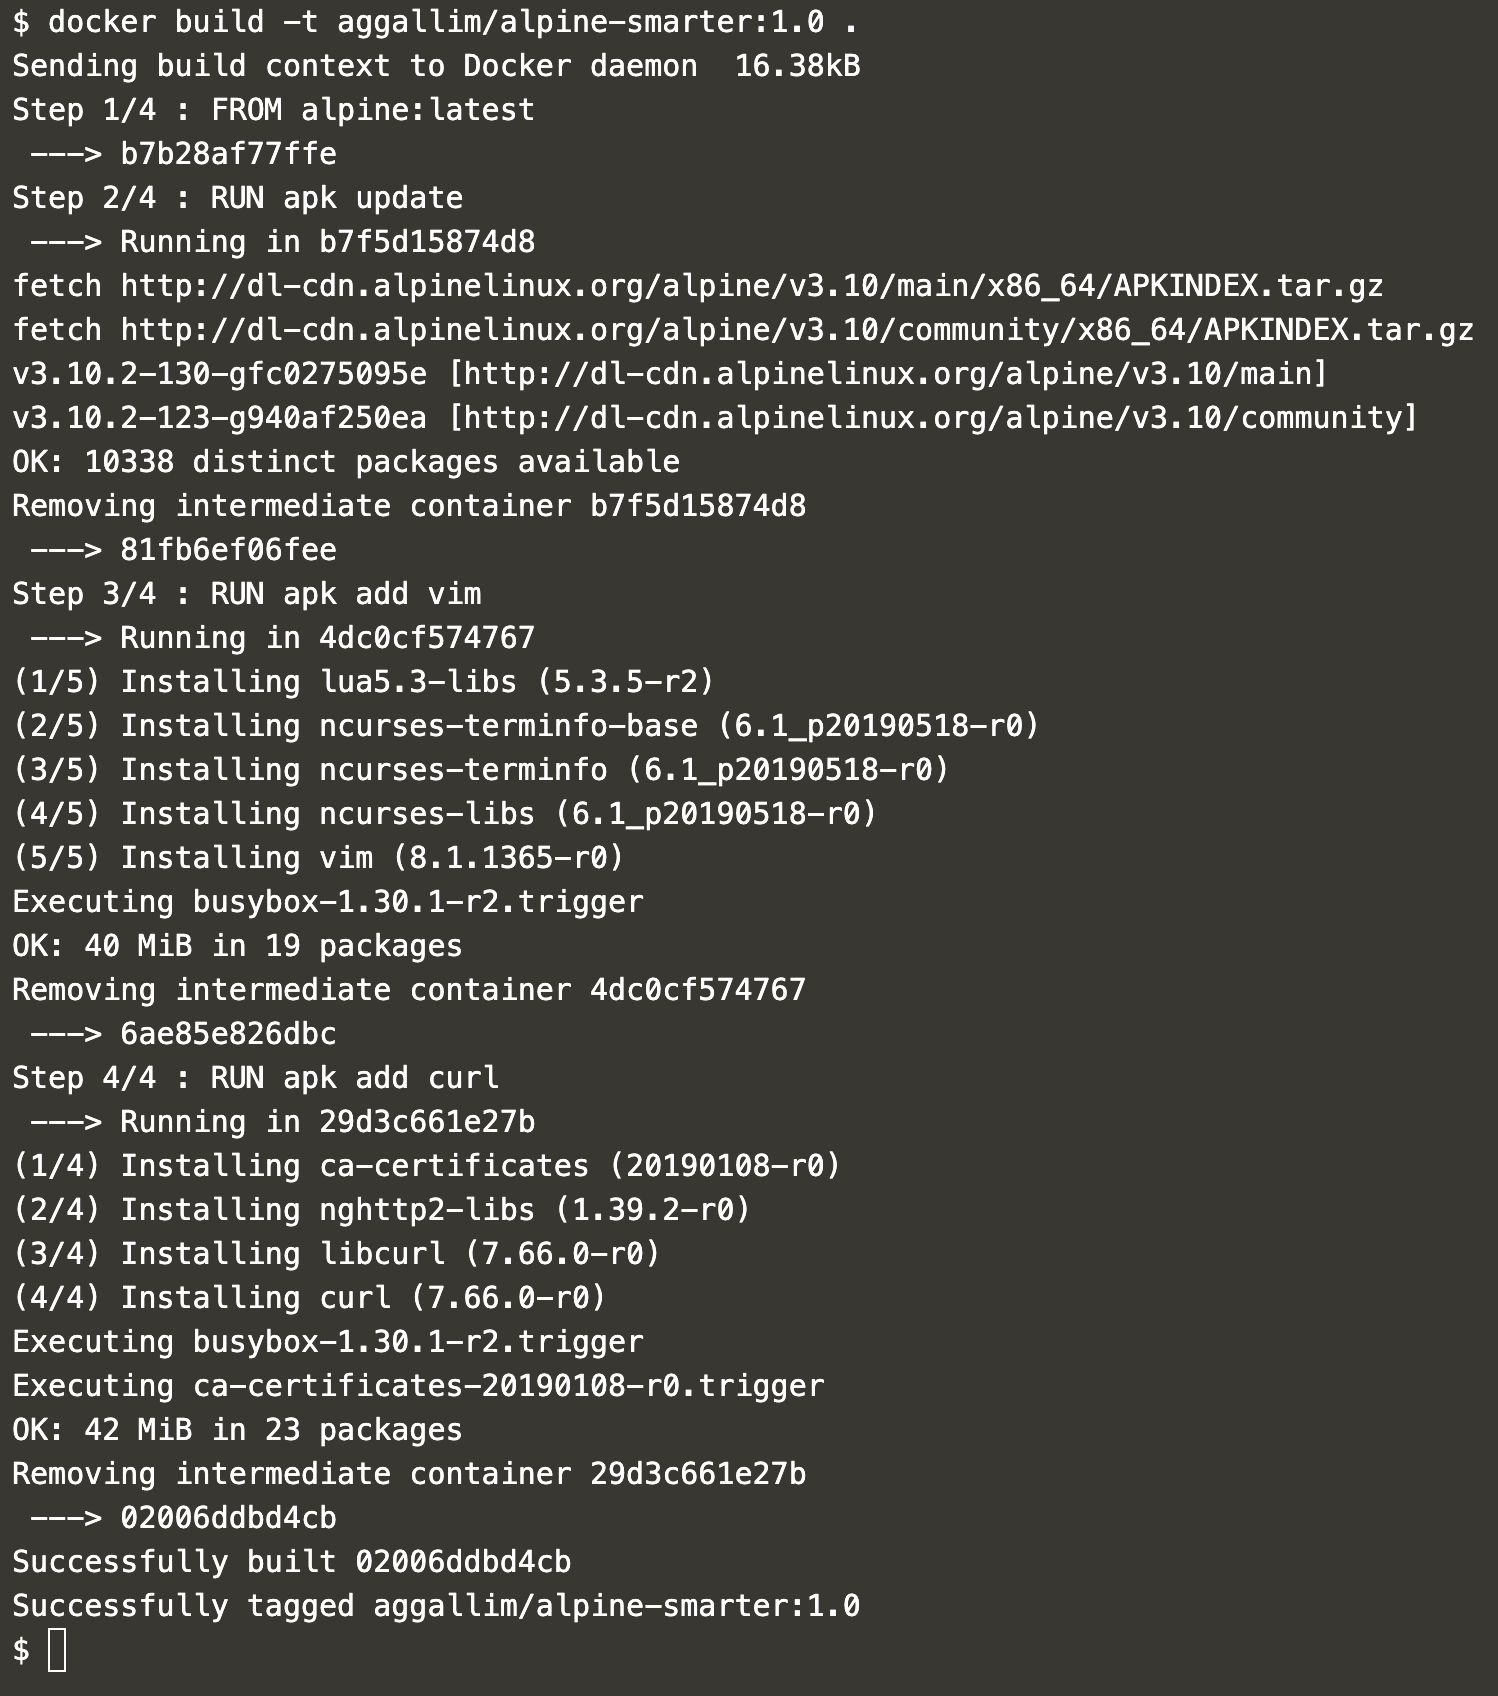 $ docker build -t aggallim/alpine-smarter:1.0 .
Sending build context to Docker daemon  16.38kB
Step 1/4 : FROM alpine:latest
 ---> b7b28af77ffe
Step 2/4 : RUN apk update
 ---> Running in b7f5d15874d8
fetch http://dl-cdn.alpinelinux.org/alpine/v3.10/main/x86_64/APKINDEX.tar.gz
fetch http://dl-cdn.alpinelinux.org/alpine/v3.10/community/x86_64/APKINDEX.tar.gz
v3.10.2-130-gfc0275095e [http://dl-cdn.alpinelinux.org/alpine/v3.10/main]
v3.10.2-123-g940af250ea [http://dl-cdn.alpinelinux.org/alpine/v3.10/community]
OK: 10338 distinct packages available
Removing intermediate container b7f5d15874d8
 ---> 81fb6ef06fee
Step 3/4 : RUN apk add vim
 ---> Running in 4dc0cf574767
(1/5) Installing lua5.3-libs (5.3.5-r2)
(2/5) Installing ncurses-terminfo-base (6.1_p20190518-r0)
(3/5) Installing ncurses-terminfo (6.1_p20190518-r0)
(4/5) Installing ncurses-libs (6.1_p20190518-r0)
(5/5) Installing vim (8.1.1365-r0)
Executing busybox-1.30.1-r2.trigger
OK: 40 MiB in 19 packages
Removing intermediate container 4dc0cf574767
 ---> 6ae85e826dbc
Step 4/4 : RUN apk add curl
 ---> Running in 29d3c661e27b
(1/4) Installing ca-certificates (20190108-r0)
(2/4) Installing nghttp2-libs (1.39.2-r0)
(3/4) Installing libcurl (7.66.0-r0)
(4/4) Installing curl (7.66.0-r0)
Executing busybox-1.30.1-r2.trigger
Executing ca-certificates-20190108-r0.trigger
OK: 42 MiB in 23 packages
Removing intermediate container 29d3c661e27b
 ---> 02006ddbd4cb
Successfully built 02006ddbd4cb
Successfully tagged aggallim/alpine-smarter:1.0
$